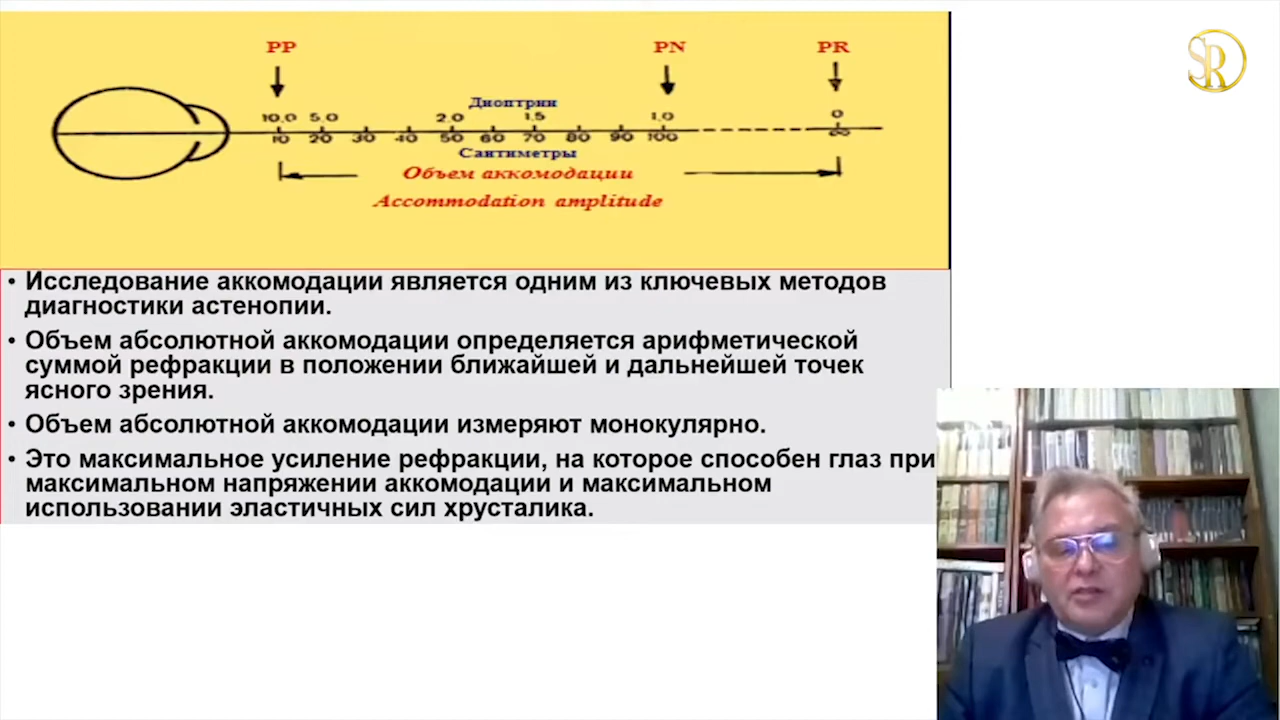 SR
PP PN PR
Диоптрии
10.0 5.0 2.0 1.5 1.0 0
10 20 30 40 50 60 70 80 90 100 ∞
Сантиметры
Объем аккомодации
Accommodation amplitude
• Исследование аккомодации является одним из ключевых методов
диагностики астенопии.
• Объем абсолютной аккомодации определяется арифметической
суммой рефракции в положении ближайшей и дальнейшей точек
ясного зрения.
• Объем абсолютной аккомодации измеряют монокулярно.
• Это максимальное усиление рефракции, на которое способен глаз при
максимальном напряжении аккомодации и максимальном
использовании эластичных сил хрусталика.